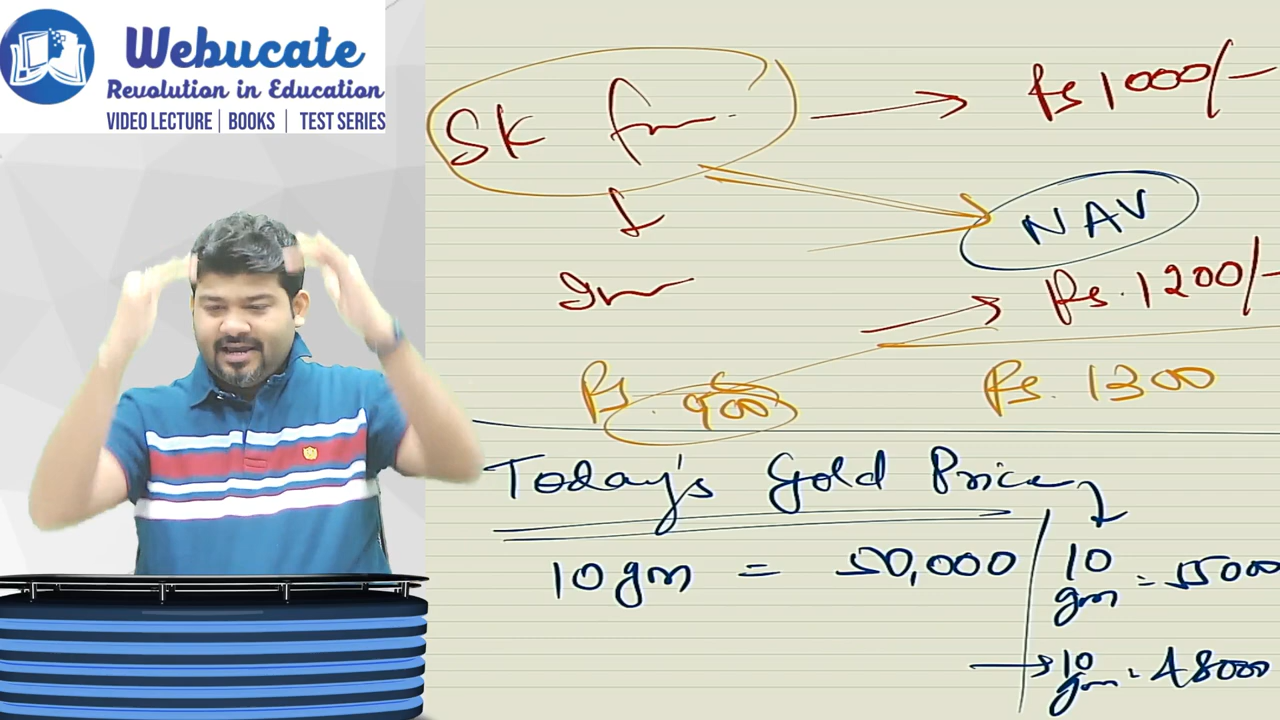 Webucate
Revolution in Education
VIDEO LECTURE | BOOKS | TEST SERIES
SK → Rs 1000/-
NAV
→ Rs. 1200/-
Rs. 900 Rs. 1300
Today's Gold Price
10 gm = 50,000
10 gm = 55000
→ 10 gm = 48000